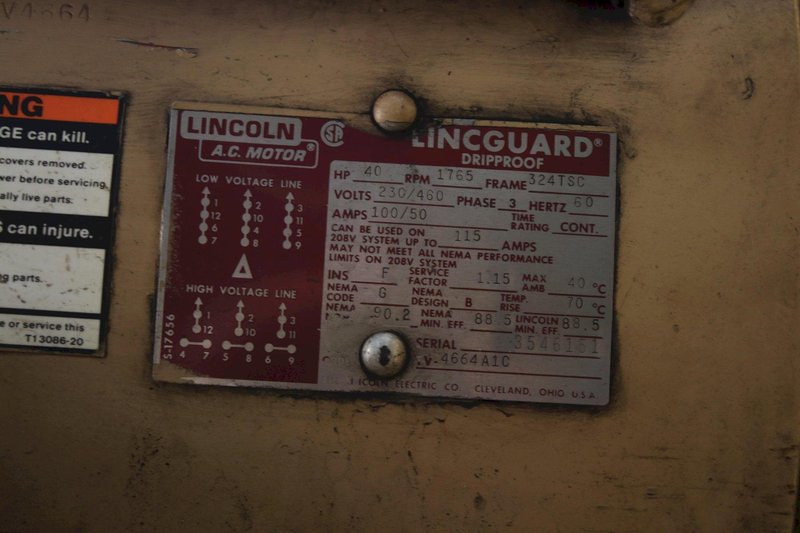 V4664
NG
GE can kill.
covers removed.
wer before servicing,
ally live parts.
S can injure.
ng parts.
e or service this
T13086-20
LINCOLN
A.C. MOTOR®
LOW VOLTAGE LINE
1 2 3
12 10 11
6 4 5
7 8 9
HIGH VOLTAGE LINE
1 2 3
12 10 11
4 7 5 8 6 9
S-17656
LINCGUARD®
DRIPPROOF
HP 40 RPM 1765 FRAME 324TSC
VOLTS 230/460 PHASE 3 HERTZ 60
AMPS 100/50 TIME RATING CONT.
CAN BE USED ON
208V SYSTEM UP TO 115 AMPS
MAY NOT MEET ALL NEMA PERFORMANCE
LIMITS ON 208V SYSTEM
INS F SERVICE FACTOR 1.15 MAX AMB 40 °C
NEMA CODE G NEMA DESIGN B TEMP. RISE 70 °C
NEMA 90.2 NEMA MIN. EFF 88.5 LINCOLN MIN. EFF. 88.5
SERIAL 3546151
V-4664A1C
LINCOLN ELECTRIC CO. CLEVELAND, OHIO U.S.A.